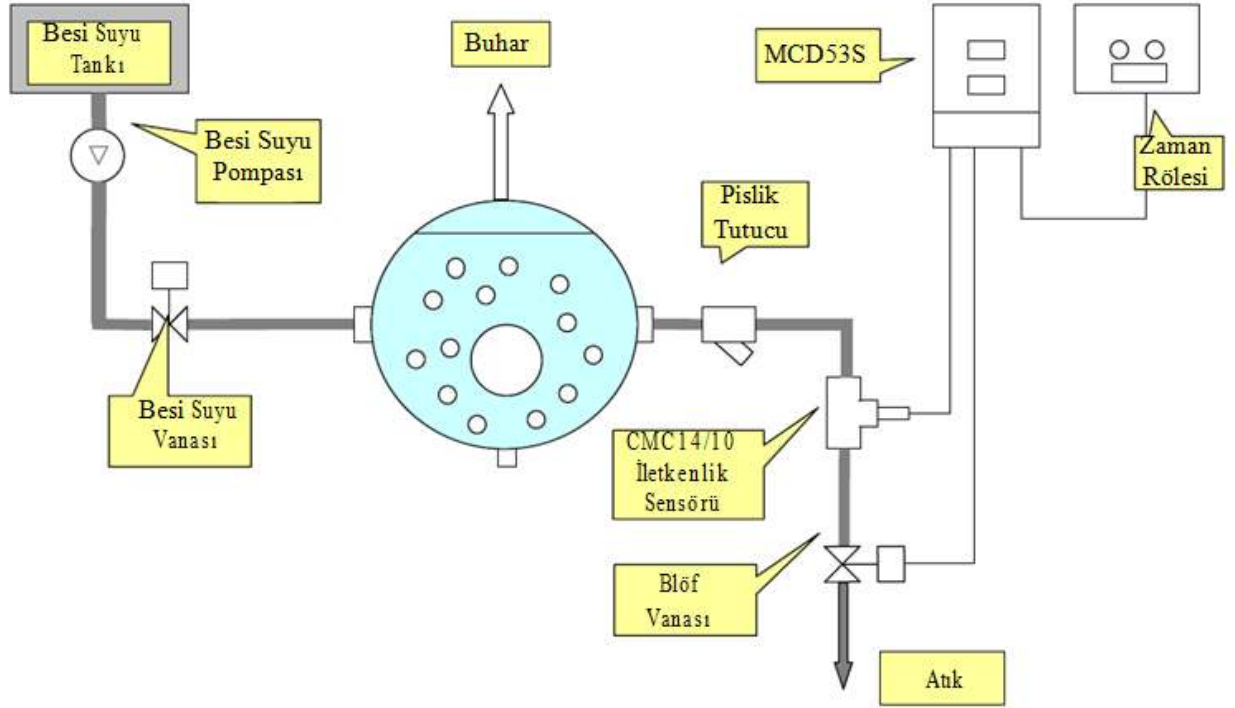 Besi Suyu
Tankı
Buhar
MCD53S
Besi Suyu
Pompası
Zaman
Rölesi
Pislik
Tutucu
Besi Suyu
Vanası
CMC14/10
İletkenlik
Sensörü
Blöf
Vanası
Atık